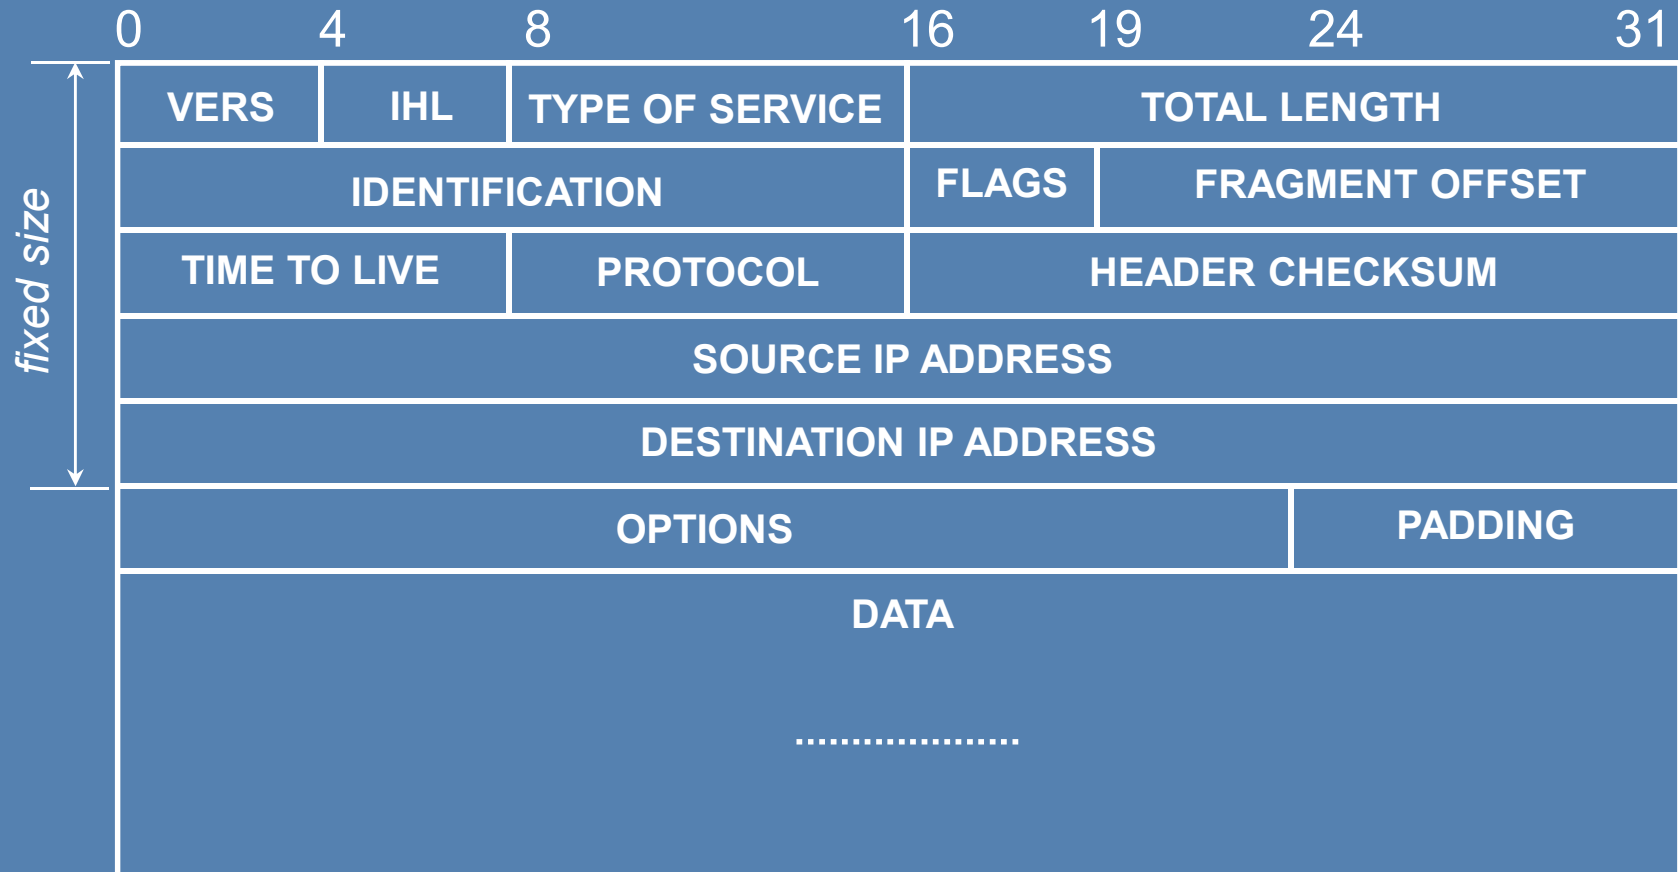 0 4 8 16 19 24 31
VERS IHL TYPE OF SERVICE TOTAL LENGTH
IDENTIFICATION FLAGS FRAGMENT OFFSET
TIME TO LIVE PROTOCOL HEADER CHECKSUM
SOURCE IP ADDRESS
DESTINATION IP ADDRESS
fixed size
OPTIONS PADDING
DATA
....................